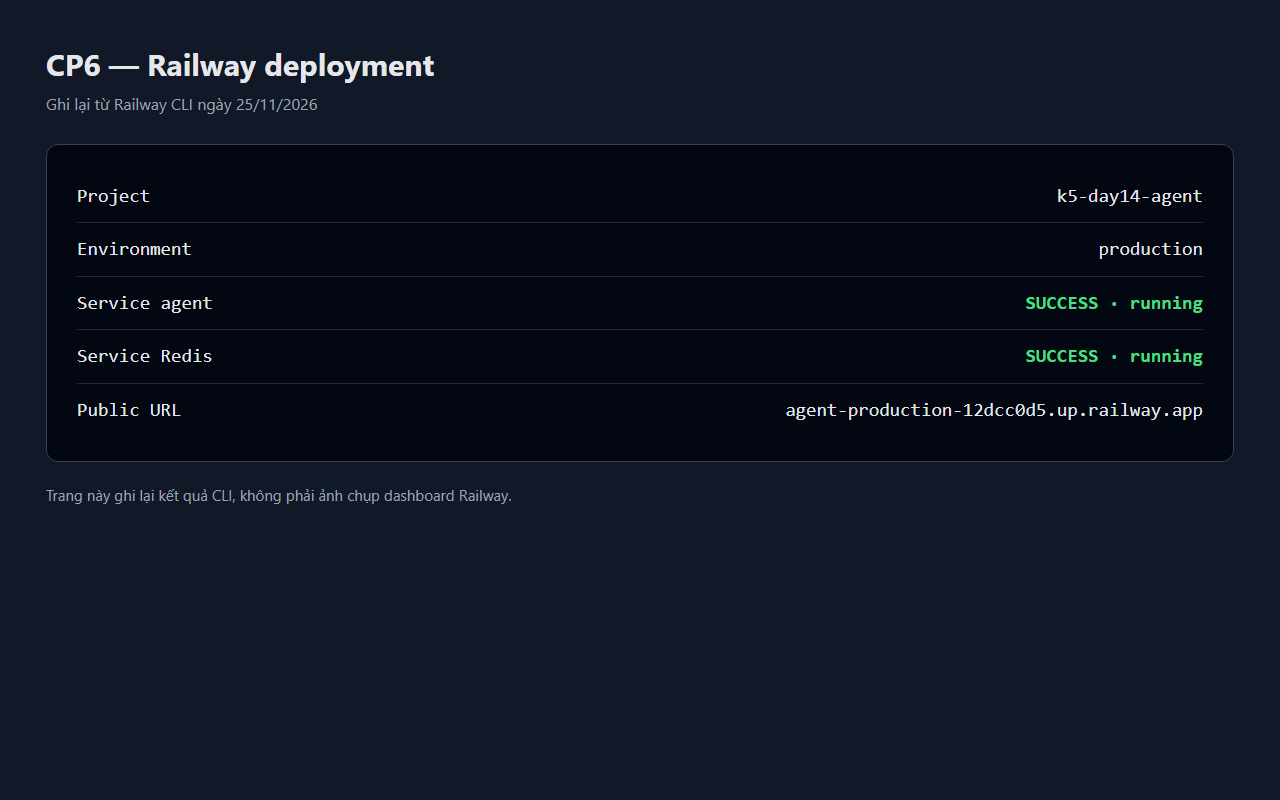 CP6 — Railway deployment
Ghi lại từ Railway CLI ngày 25/11/2026
Project k5-day14-agent
Environment production
Service agent SUCCESS · running
Service Redis SUCCESS · running
Public URL agent-production-12dcc0d5.up.railway.app
Trang này ghi lại kết quả CLI, không phải ảnh chụp dashboard Railway.